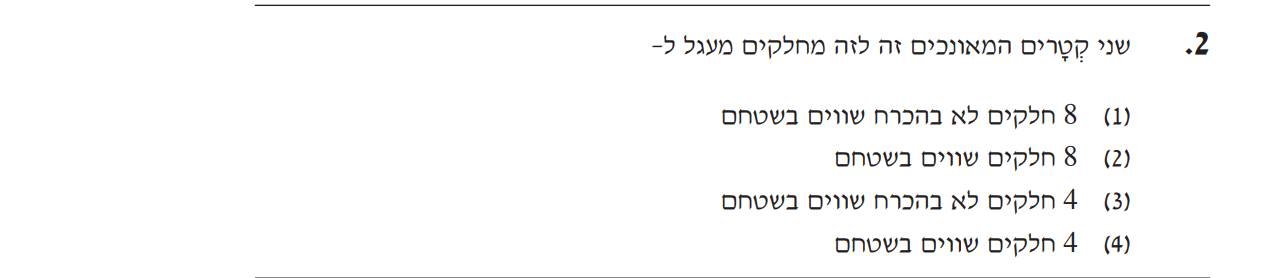 2. שני קְטָרים המאונכים זה לזה מחלקים מעגל ל-
(1) 8 חלקים לא בהכרח שווים בשטחם
(2) 8 חלקים שווים בשטחם
(3) 4 חלקים לא בהכרח שווים בשטחם
(4) 4 חלקים שווים בשטחם